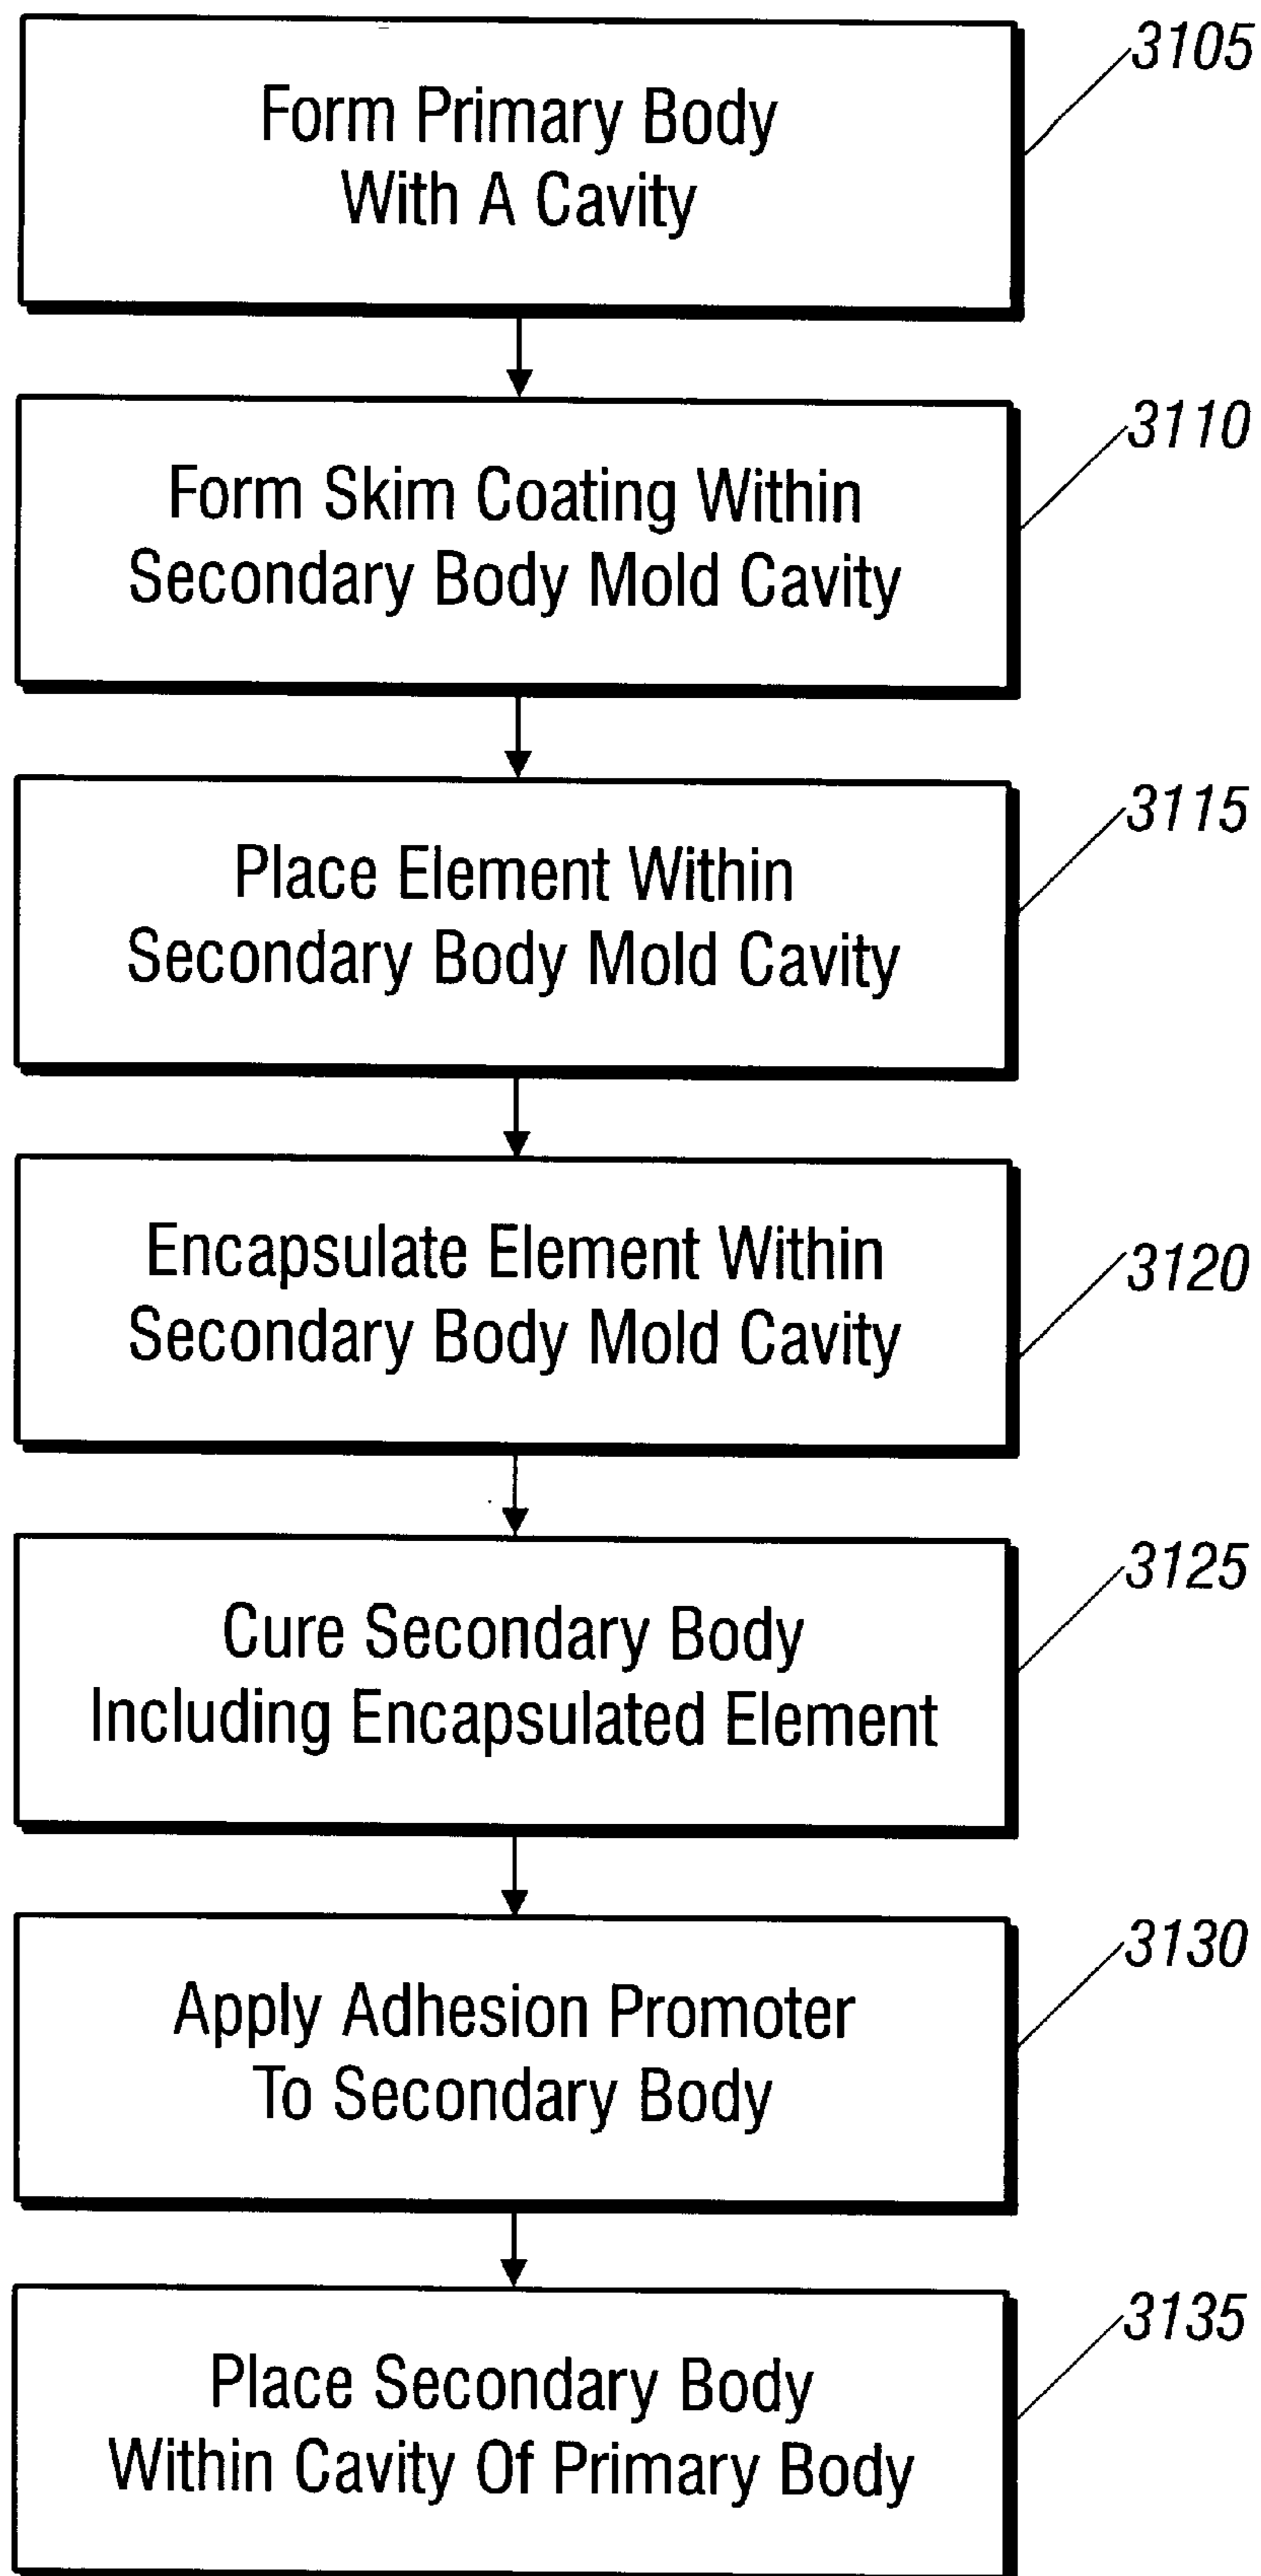 Form Primary Body
With A Cavity
3105
Form Skim Coating Within
Secondary Body Mold Cavity
3110
Place Element Within
Secondary Body Mold Cavity
3115
Encapsulate Element Within
Secondary Body Mold Cavity
3120
Cure Secondary Body
Including Encapsulated Element
3125
Apply Adhesion Promoter
To Secondary Body
3130
Place Secondary Body
Within Cavity Of Primary Body
3135